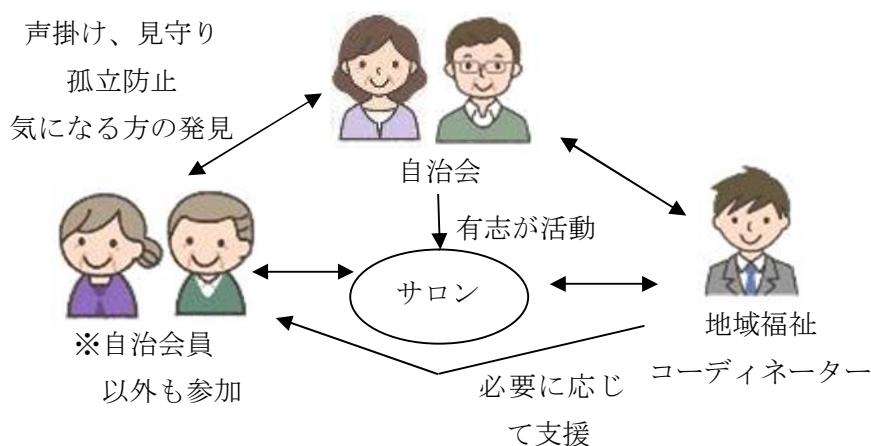 声掛け、見守り
孤立防止
気になる方の発見
自治会
有志が活動
サロン
※自治会員
以外も参加
地域福祉
コーディネーター
必要に応じ
て支援